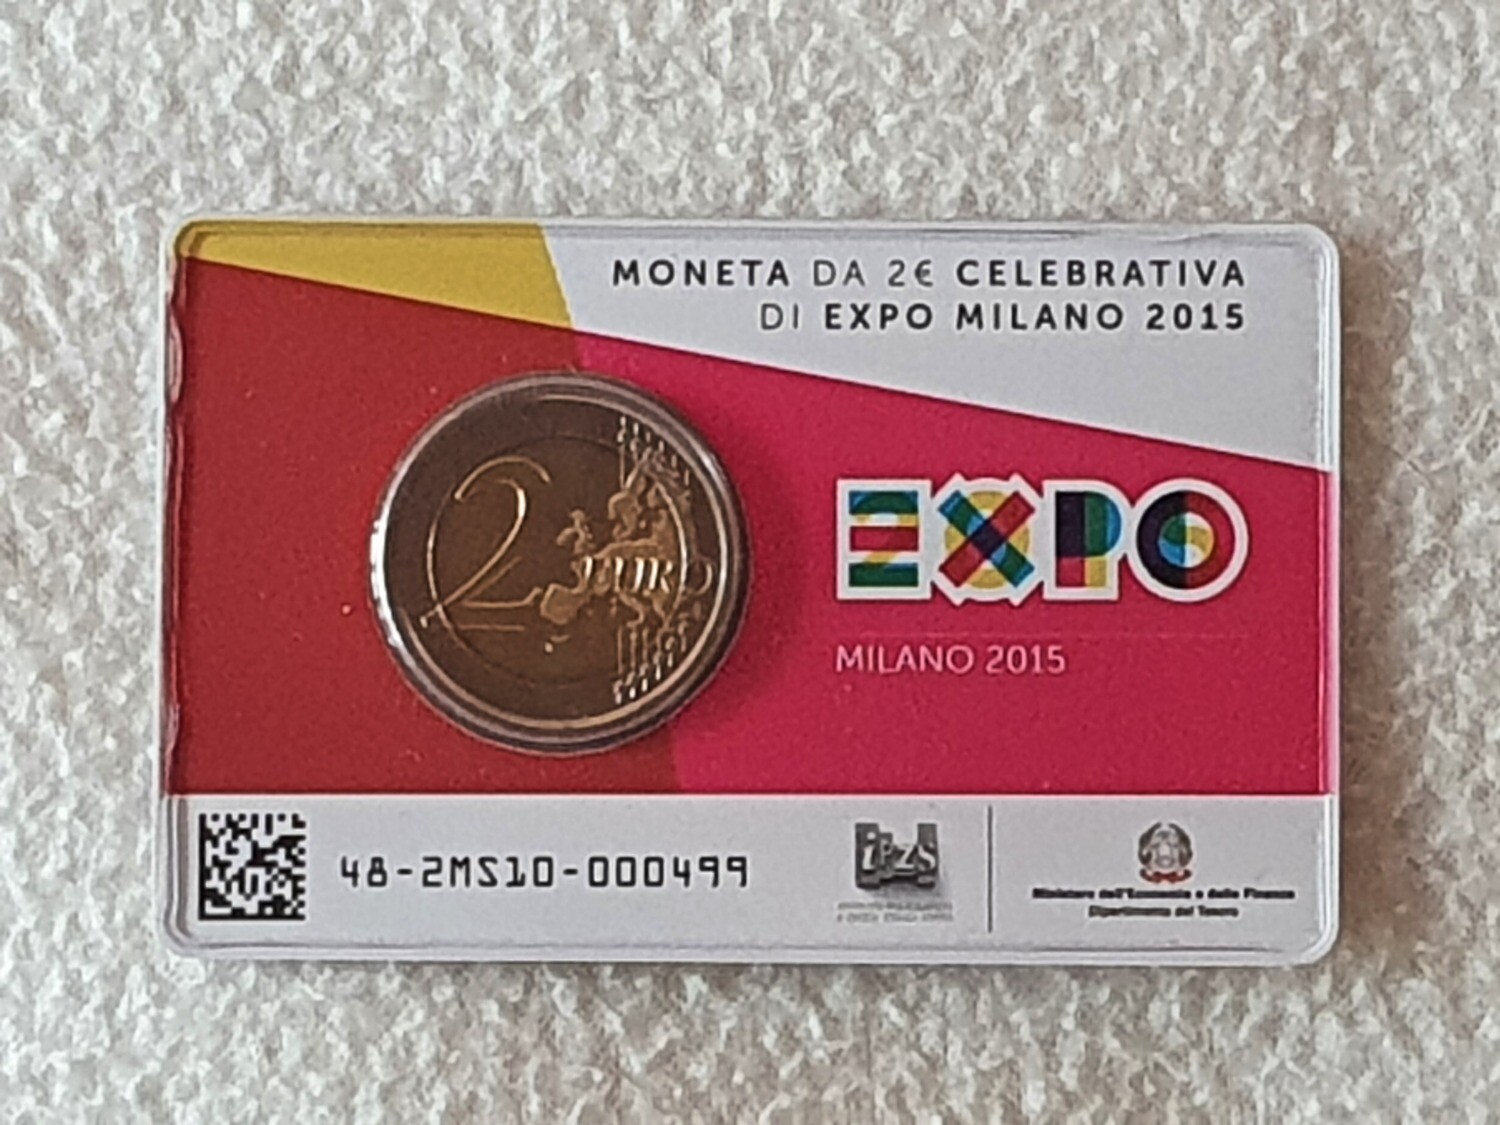 MONETA DA 2€ CELEBRATIVA
DI EXPO MILANO 2015
2 EURO
EXPO
MILANO 2015
48-2MS10-000499
IPZS
Ministero dell'Economia e delle Finanze
Dipartimento del Tesoro